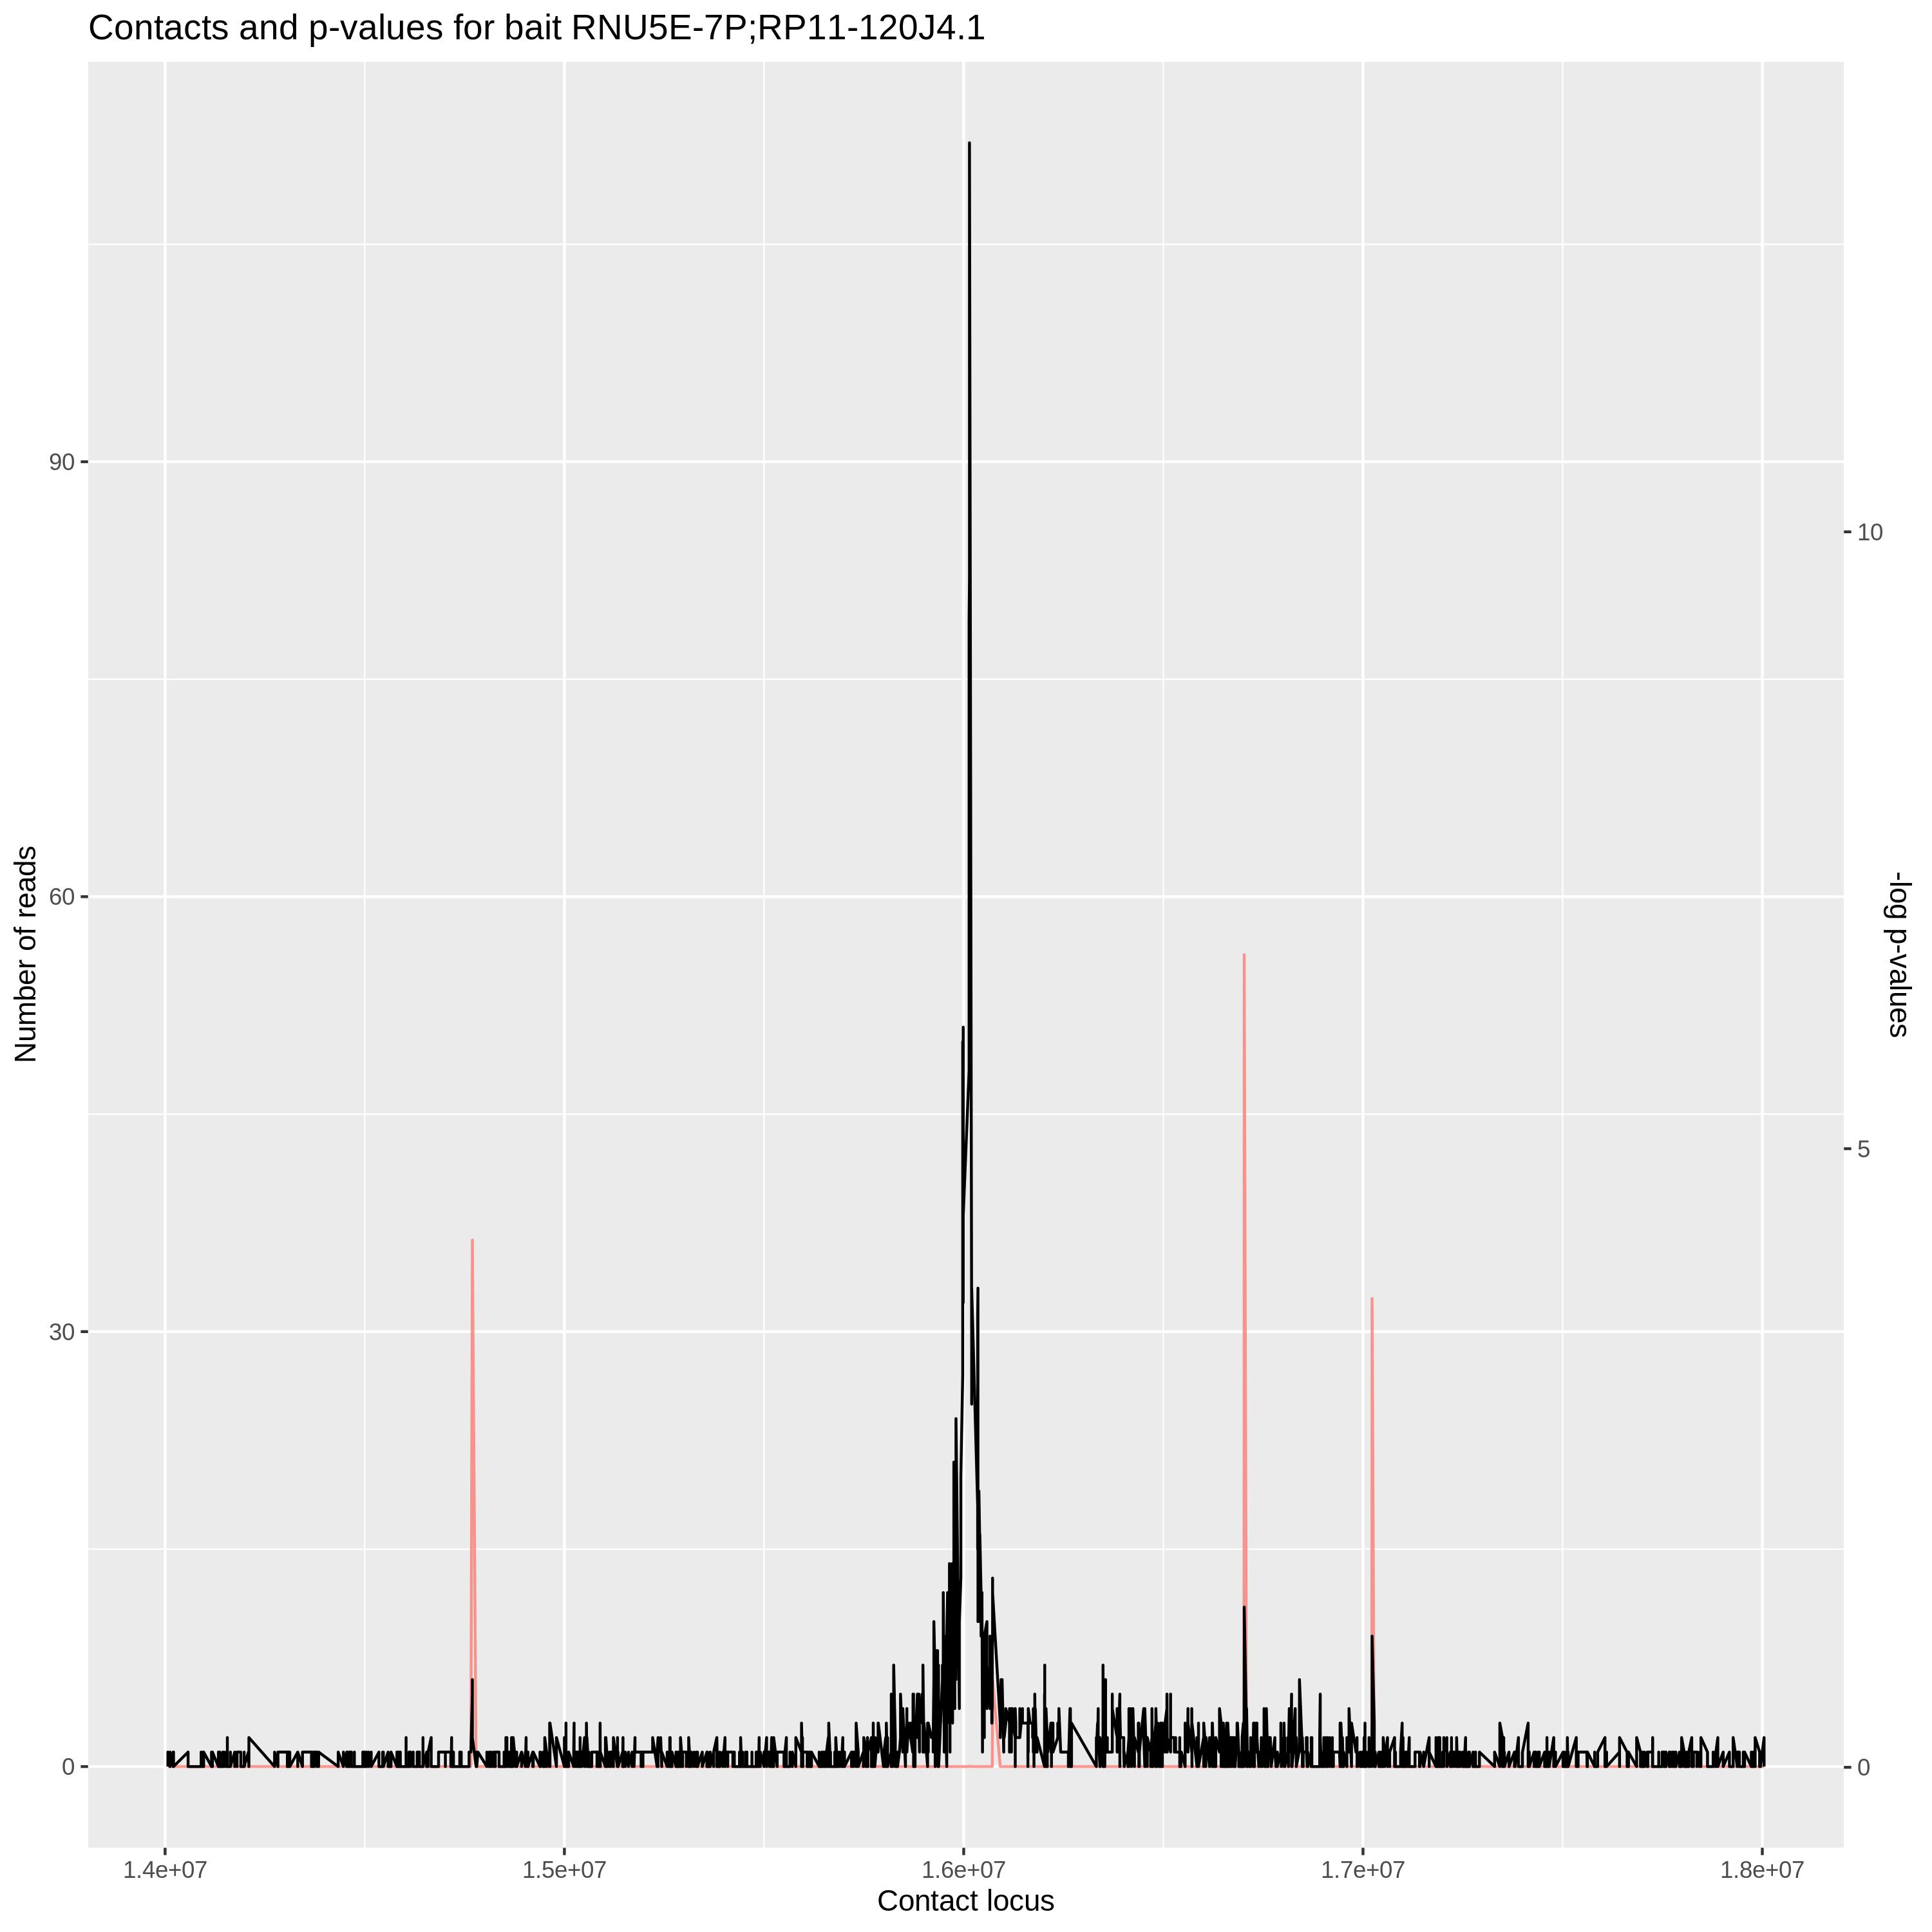 Contacts and p-values for bait RNU5E-7P;RP11-120J4.1
90
60
30
0
Number of reads
10
5
0
-log p-values
1.4e+07 1.5e+07 1.6e+07 1.7e+07 1.8e+07
Contact locus